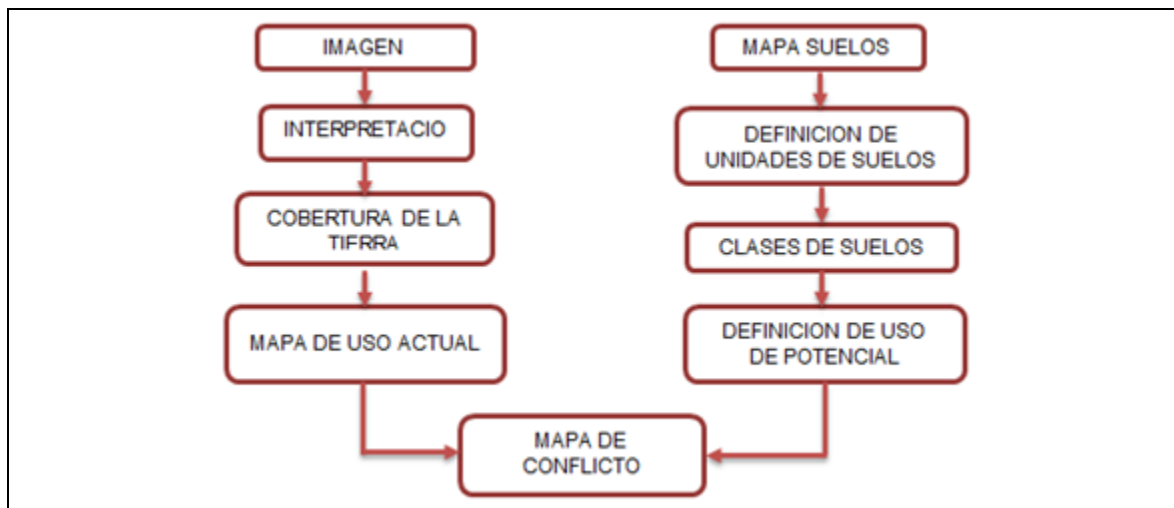 IMAGEN
INTERPRETACIO
COBERTURA DE LA
TIFRRA
MAPA DE USO ACTUAL
MAPA SUELOS
DEFINICION DE
UNIDADES DE SUELOS
CLASES DE SUELOS
DEFINICION DE USO
DE POTENCIAL
MAPA DE
CONFLICTO